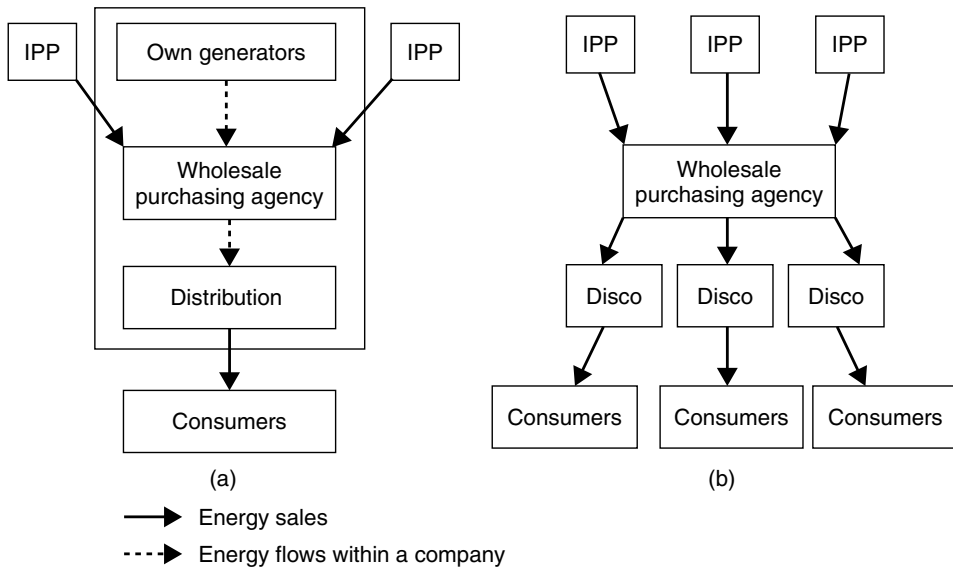 IPP
Own generators
IPP
Wholesale
purchasing agency
Distribution
Consumers
(a)
IPP
IPP
IPP
Wholesale
purchasing agency
Disco
Disco
Disco
Consumers
Consumers
Consumers
(b)
Energy sales
Energy flows within a company